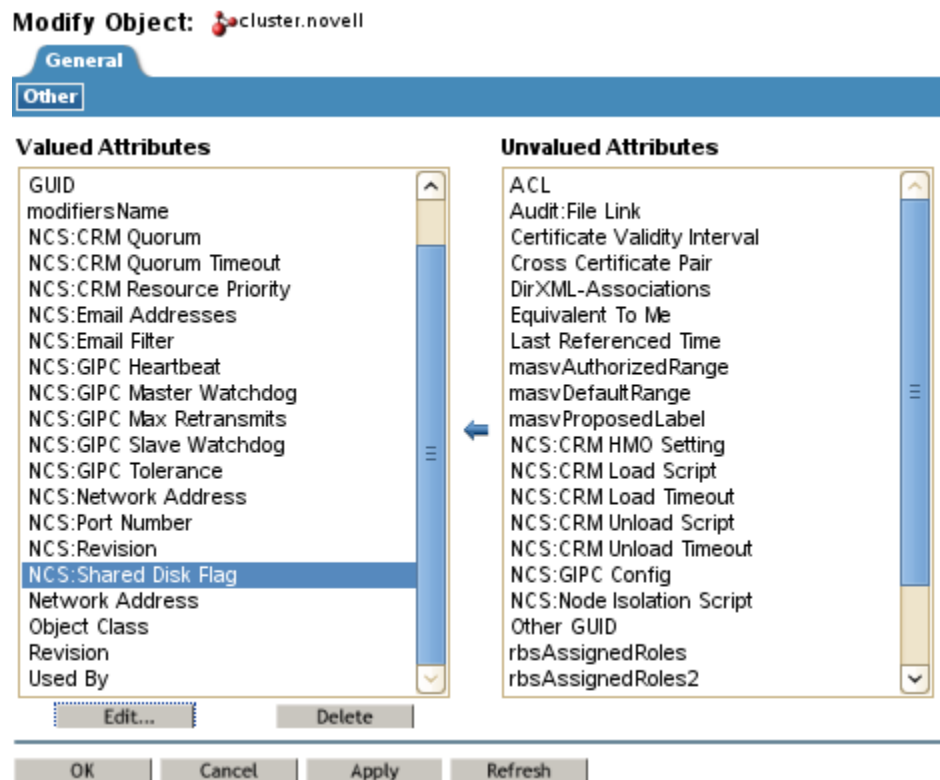 Modify Object: cluster.novell
General
Other
Valued Attributes
GUID
modifiersName
NCS:CRM Quorum
NCS:CRM Quorum Timeout
NCS:CRM Resource Priority
NCS:Email Addresses
NCS:Email Filter
NCS:GIPC Heartbeat
NCS:GIPC Master Watchdog
NCS:GIPC Max Retransmits
NCS:GIPC Slave Watchdog
NCS:GIPC Tolerance
NCS:Network Address
NCS:Port Number
NCS:Revision
NCS:Shared Disk Flag
Network Address
Object Class
Revision
Used By
Edit...
Delete
Unvalued Attributes
ACL
Audit:File Link
Certificate Validity Interval
Cross Certificate Pair
DirXML-Associations
Equivalent To Me
Last Referenced Time
masvAuthorizedRange
masvDefaultRange
masvProposedLabel
NCS:CRM HMO Setting
NCS:CRM Load Script
NCS:CRM Load Timeout
NCS:CRM Unload Script
NCS:CRM Unload Timeout
NCS:GIPC Config
NCS:Node Isolation Script
Other GUID
rbsAssignedRoles
rbsAssignedRoles2
OK
Cancel
Apply
Refresh